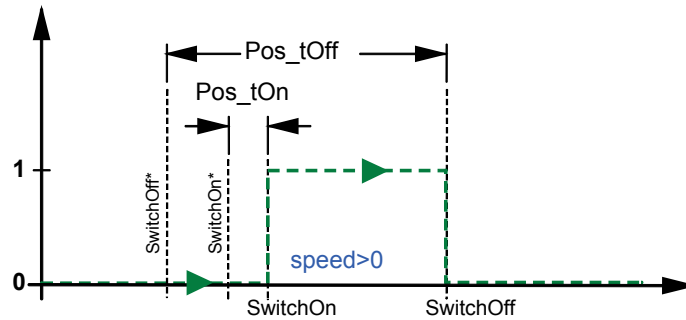 Pos_tOff
Pos_tOn
1
SwitchOff*
SwitchOn*
speed>0
0
SwitchOn
SwitchOff